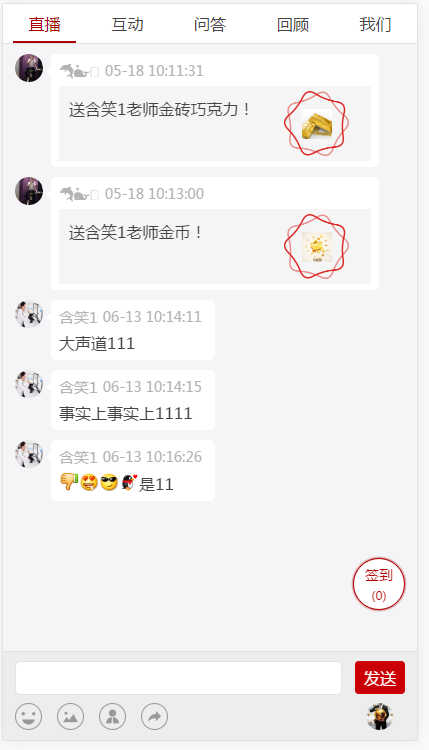 直播 互动 问答 回顾 我们
05-18 10:11:31
送含笑1老师金砖巧克力！
05-18 10:13:00
送含笑1老师金币！
含笑1 06-13 10:14:11
大声道111
含笑1 06-13 10:14:15
事实上事实上1111
含笑1 06-13 10:16:26
👎😍😎🐧是11
签到
(0)
发送